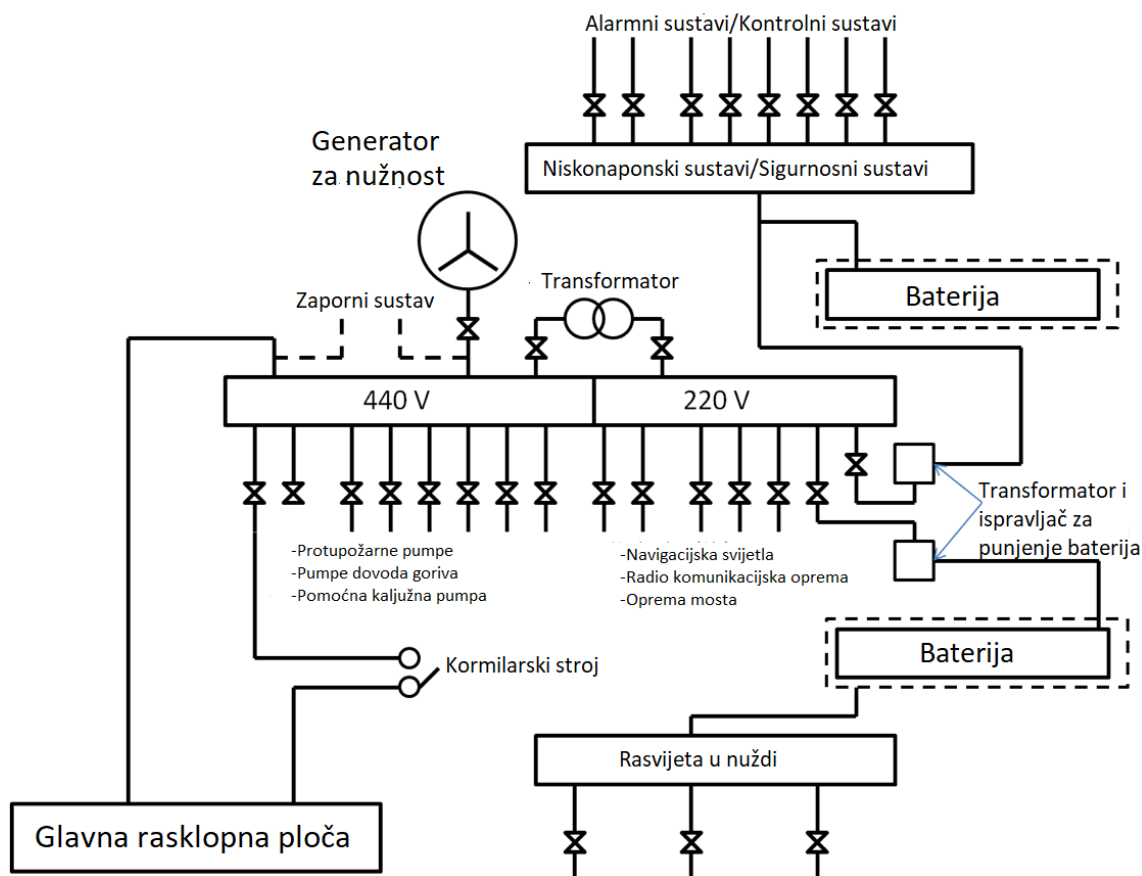 Alarmni sustavi/Kontrolni sustavi
Generator
za nužnost
Niskonaponski sustavi/Sigurnosni sustavi
Transformator
Baterija
Zaporni sustav
440 V
220 V
Transformator i
ispravljač za
punjenje baterija
-Protupožarne pumpe
-Pumpe dovoda goriva
-Pomoćna kaljužna pumpa
-Navigacijska svijetla
-Radio komunikacijska oprema
-Oprema mosta
Baterija
Kormilarski stroj
Rasvijeta u nuždi
Glavna rasklopna ploča